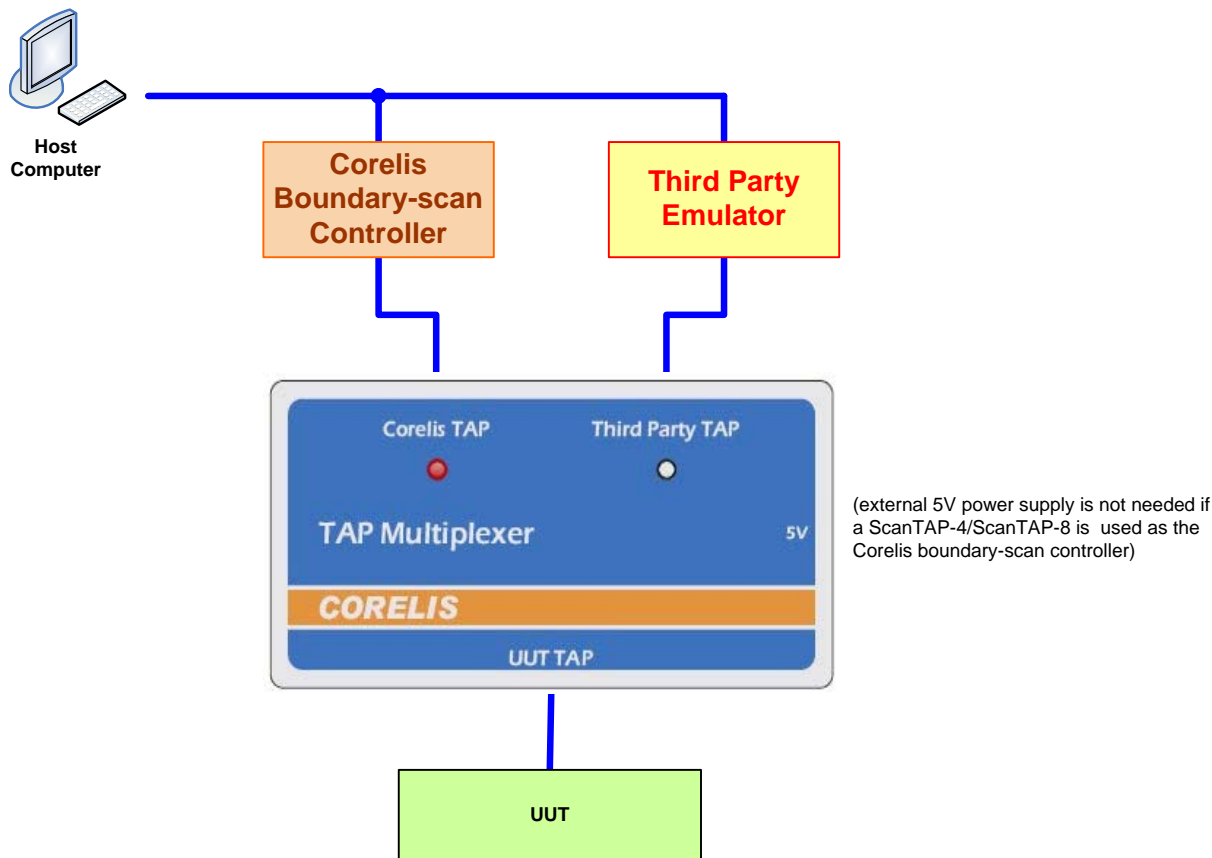 Host
Computer
Corelis
Boundary-scan
Controller
Third Party
Emulator
Corelis TAP
Third Party TAP
TAP Multiplexer
5V
(external 5V power supply is not needed if
a ScanTAP-4/ScanTAP-8 is used as the
Corelis boundary-scan controller)
CORELIS
UUT TAP
UUT